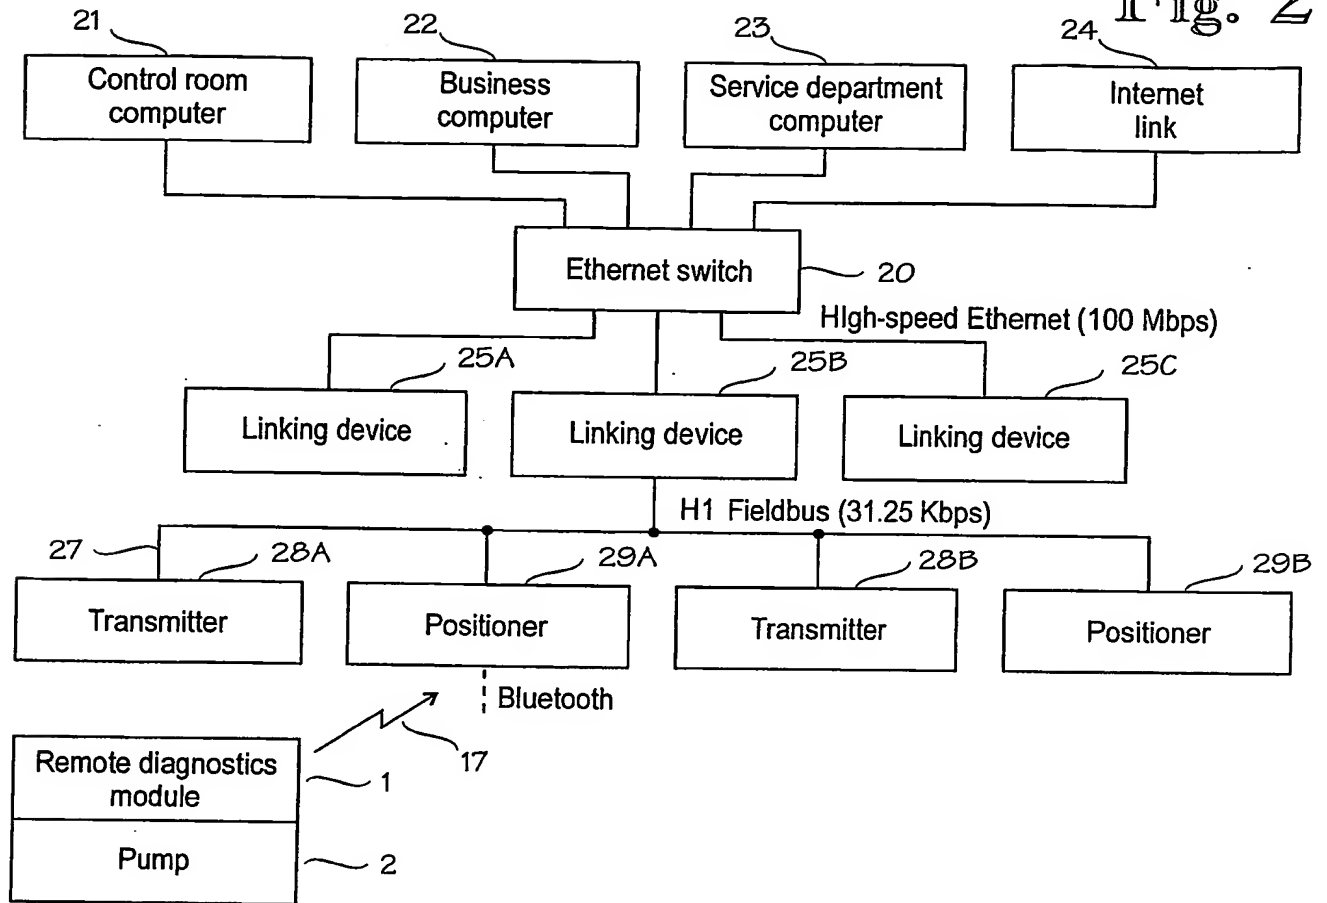 Fig. 2
21
22
23
24
Control room
computer
Business
computer
Service department
computer
Internet
link
Ethernet switch
20
HIgh-speed Ethernet (100 Mbps)
25A
25B
25C
Linking device
Linking device
Linking device
H1 Fieldbus (31.25 Kbps)
27
28A
29A
28B
29B
Transmitter
Positioner
Transmitter
Positioner
Bluetooth
17
Remote diagnostics
module
1
Pump
2